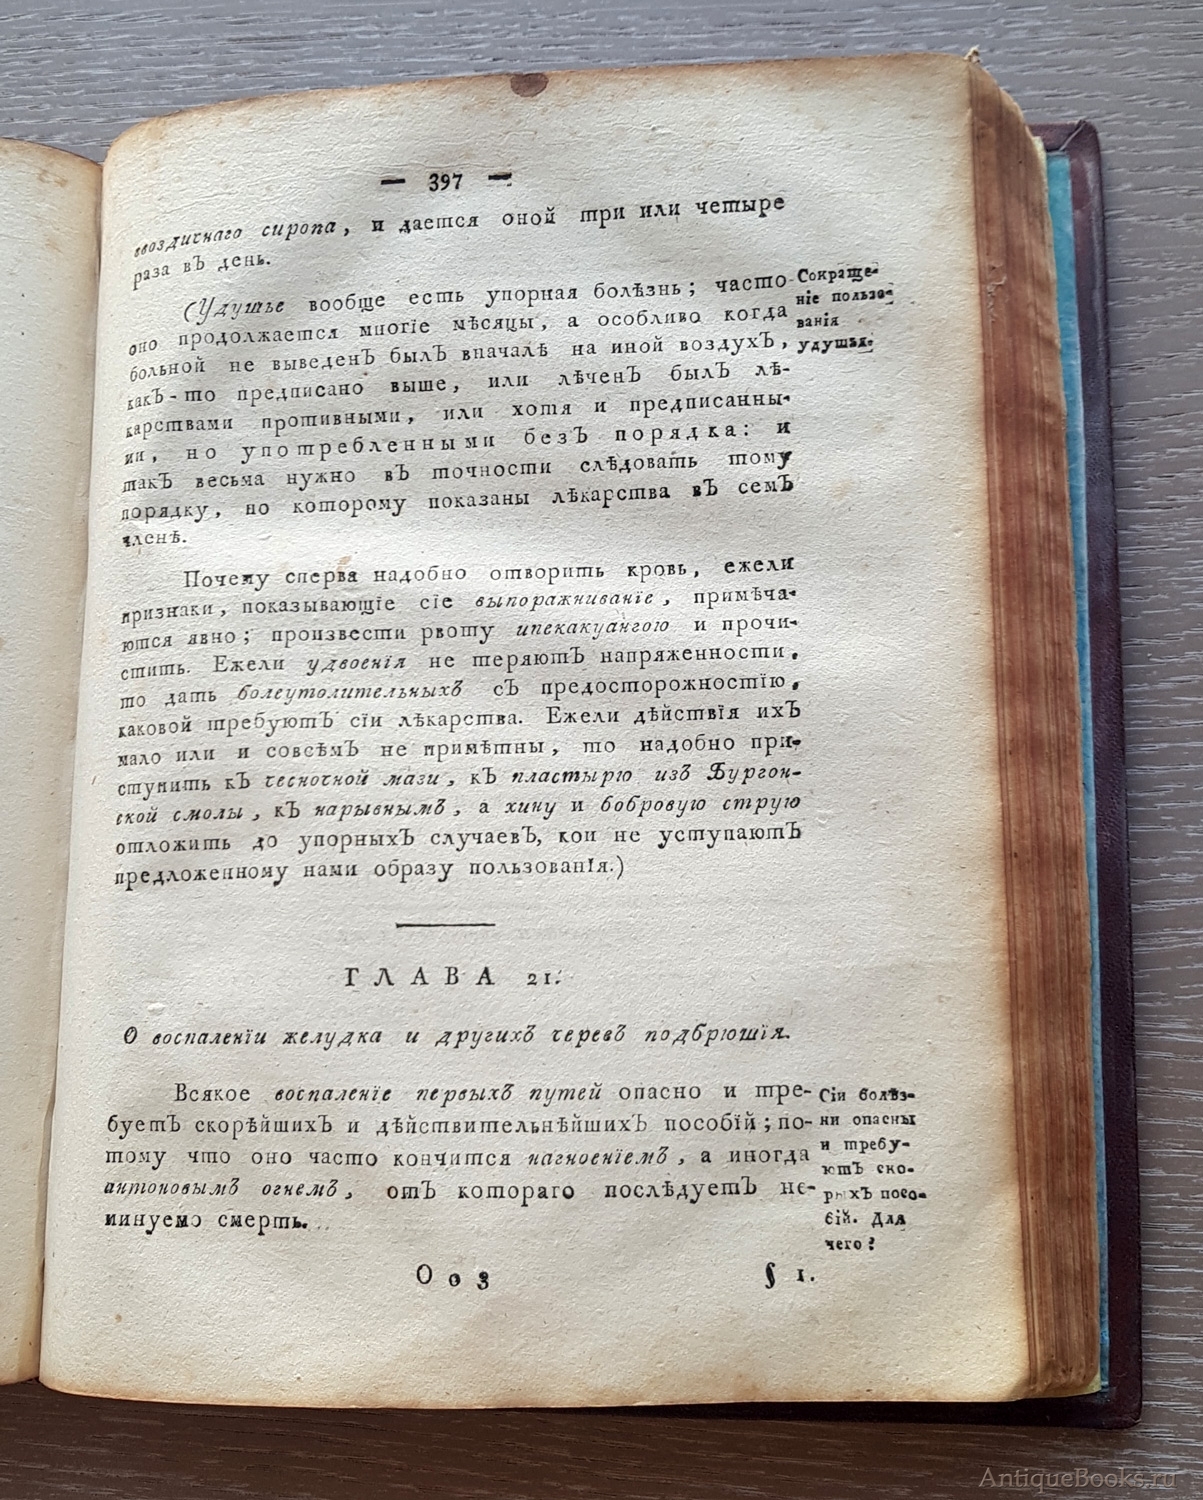 — 397 —
гвоздичнаго сиропа, и дается оной три или четыре
раза въ день.
(Удушье вообще есть упорная болѣзнь; часто
оно продолжается многіе мѣсяцы, а особливо когда
больной не выведенъ былъ вначалѣ на иной воздухъ,
какъ-то предписано выше, или лѣченъ былъ лѣ-
карствами противными, или хотя и предписанны-
ми, но употребленными безъ порядка: и
такъ весьма нужно въ точности слѣдовать тому
порядку, по которому показаны лѣкарства въ семъ
членѣ.
Сокраще-
ніе пользо-
ванія
удушья.
Почему сперва надобно отворить кровь, ежели
признаки, показывающіе сіе выпоражниваніе, примѣча-
ются явно; произвести рвоту ипекакуангою и прочи-
стить. Ежели удвоенія не теряютъ напряженности,
то дать болеутолительныхъ съ предосторожностію,
каковой требуютъ сіи лѣкарства. Ежели дѣйствія ихъ
мало или и совсѣмъ не примѣтны, то надобно при-
ступить къ чесночной мази, къ пластырю изъ Бургон-
ской смолы, къ нарывнымъ, а хину и бобровую струю
отложить до упорныхъ случаевъ, кои не уступаютъ
предложенному нами образу пользованія.)
ГЛАВА 21.
О воспаленіи желудка и другихъ черевъ подбрюшія.
Всякое воспаленіе первыхъ путей опасно и тре-
буетъ скорѣйшихъ и дѣйствительнѣйшихъ пособій; по-
тому что оно часто кончится нагноеніемъ, а иногда
антоновымъ огнемъ, отъ котораго послѣдуетъ не-
минуемо смерть.
Сіи болѣз-
ни опасны
и требу-
ютъ ско-
рыхъ посо-
бій. Для
чего?
Оо 3
§ 1.
AntiqueBooks.ru